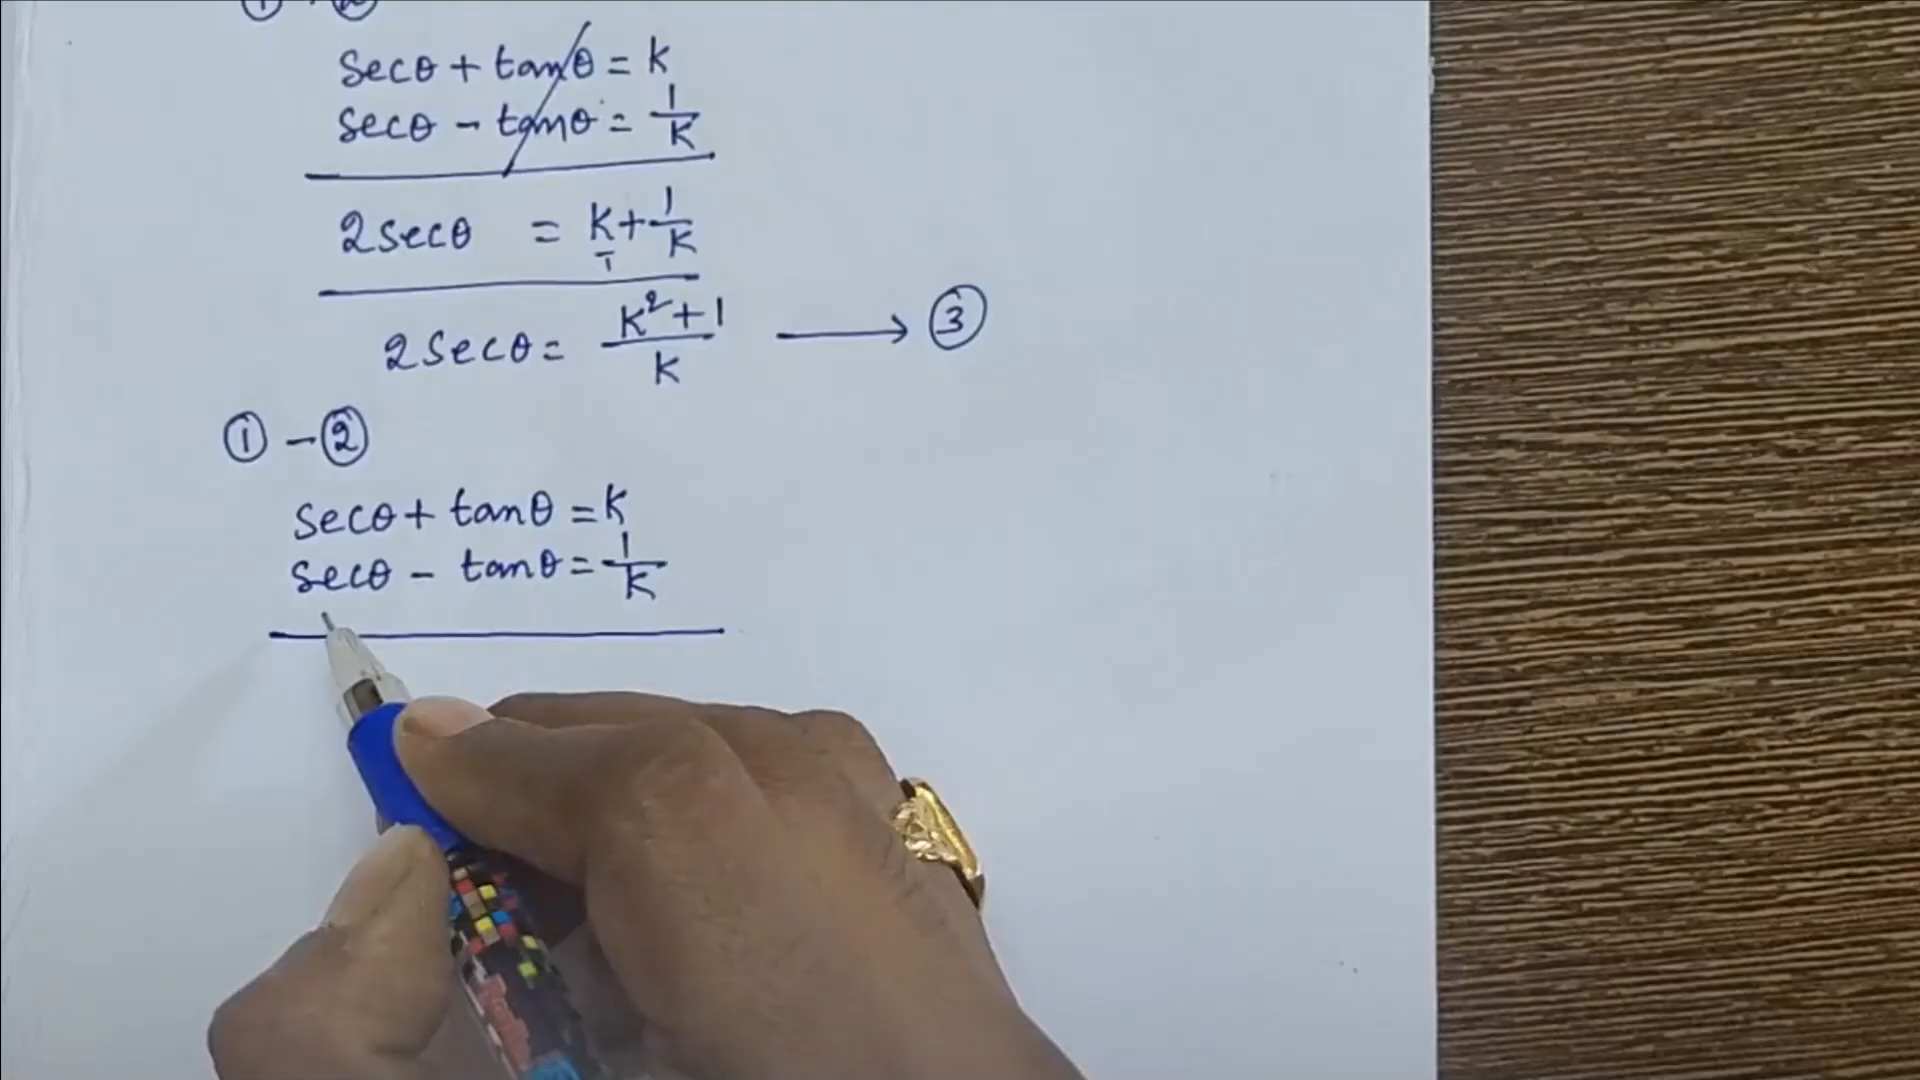 ① + ②
secθ + tanθ = k
secθ - tanθ = 1/k
2secθ = k + 1/k
2secθ = k²+1/k → ③
① - ②
secθ + tanθ = k
secθ - tanθ = 1/k